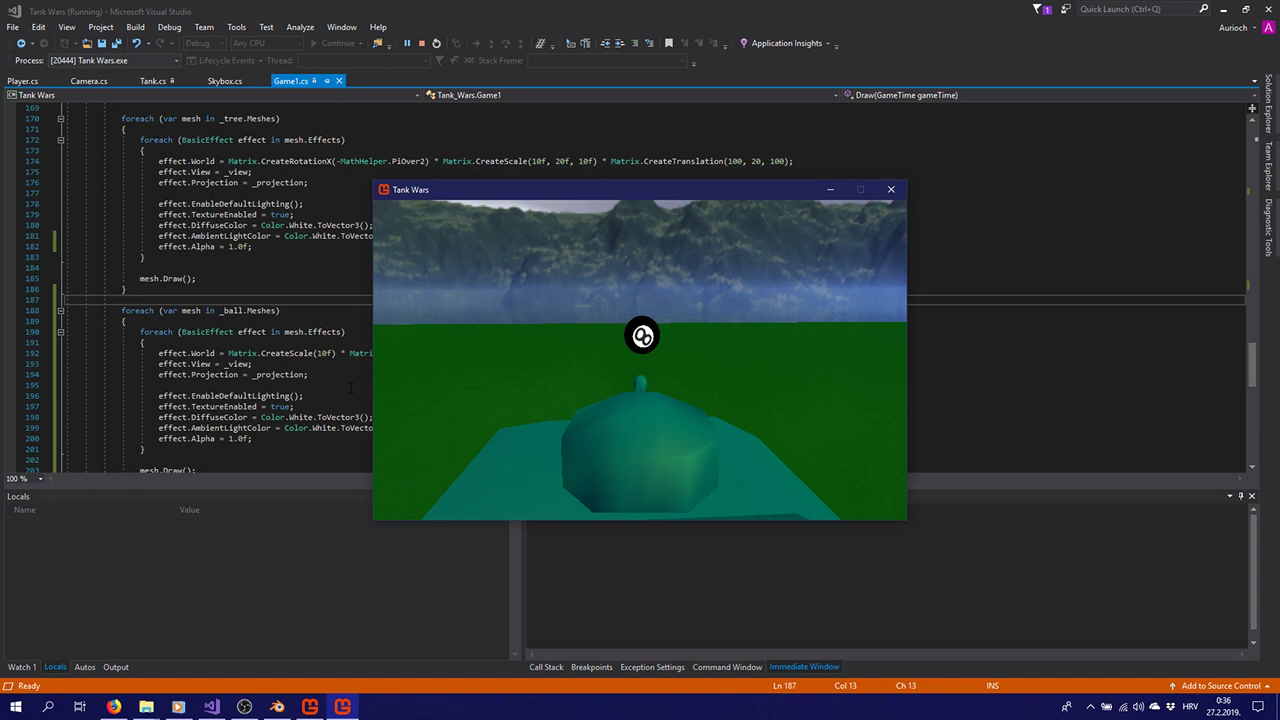 Tank Wars (Running) - Microsoft Visual Studio
1
Quick Launch (Ctrl+Q)
File Edit View Project Build Debug Team Tools Test Analyze Window Help
Aurioch
Debug Any CPU Continue Application Insights
Process: [20444] Tank Wars.exe Lifecycle Events Thread: Stack Frame:
Player.cs Camera.cs Tank.cs Skybox.cs Game1.cs
Tank Wars Tank_Wars.Game1 Draw(GameTime gameTime)
169
170 foreach (var mesh in _tree.Meshes)
171 {
172 foreach (BasicEffect effect in mesh.Effects)
173 {
174 effect.World = Matrix.CreateRotationX(-MathHelper.PiOver2) * Matrix.CreateScale(10f, 20f, 10f) * Matrix.CreateTranslation(100, 20, 100);
175 effect.View = _view;
176 effect.Projection = _projection;
177
178 effect.EnableDefaultLighting();
179 effect.TextureEnabled = true;
180 effect.DiffuseColor = Color.White.ToVector3();
181 effect.AmbientLightColor = Color.White.ToVecto
182 effect.Alpha = 1.0f;
183 }
184
185 mesh.Draw();
186 }
187
188 foreach (var mesh in _ball.Meshes)
189 {
190 foreach (BasicEffect effect in mesh.Effects)
191 {
192 effect.World = Matrix.CreateScale(10f) * Matri
193 effect.View = _view;
194 effect.Projection = _projection;
195
196 effect.EnableDefaultLighting();
197 effect.TextureEnabled = true;
198 effect.DiffuseColor = Color.White.ToVector3();
199 effect.AmbientLightColor = Color.White.ToVecto
200 effect.Alpha = 1.0f;
201 }
202
203 mesh.Draw();
Tank Wars
8
Solution Explorer
Team Explorer
Diagnostic Tools
100 %
Locals
Name Value
Watch 1 Locals Autos Output Call Stack Breakpoints Exception Settings Command Window Immediate Window
Ready Ln 187 Col 13 Ch 13 INS Add to Source Control
HRV 0:36
27.2.2019.